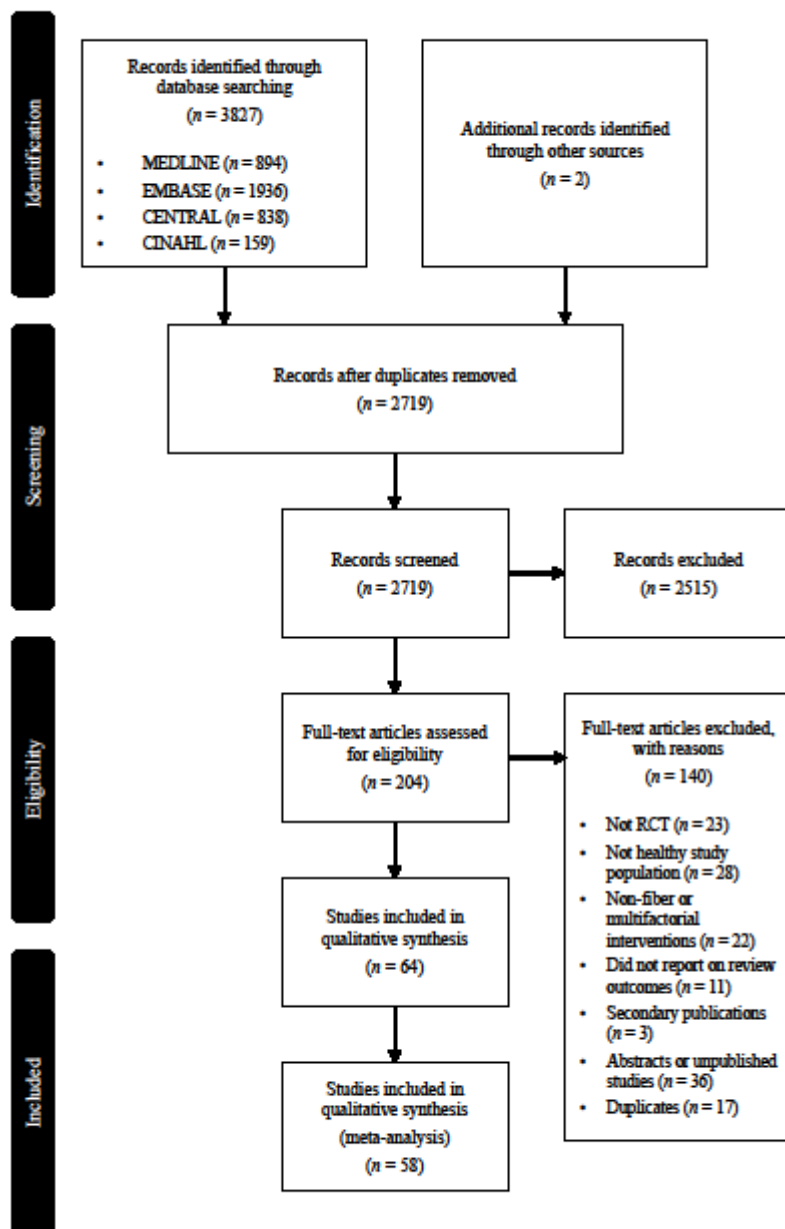 Identification
Records identified through
database searching
(n = 3827)
• MEDLINE (n = 894)
• EMBASE (n = 1936)
• CENTRAL (n = 838)
• CINAHL (n = 159)
Additional records identified
through other sources
(n = 2)
Screening
Records after duplicates removed
(n = 2719)
Records screened
(n = 2719)
Records excluded
(n = 2515)
Eligibility
Full-text articles assessed
for eligibility
(n = 204)
Full-text articles excluded,
with reasons
(n = 140)
• Not RCT (n = 23)
• Not healthy study
population (n = 28)
• Non-fiber or
multifactorial
interventions (n = 22)
• Did not report on review
outcomes (n = 11)
• Secondary publications
(n = 3)
• Abstracts or unpublished
studies (n = 36)
• Duplicates (n = 17)
Studies included in
qualitative synthesis
(n = 64)
Included
Studies included in
qualitative synthesis
(meta-analysis)
(n = 58)